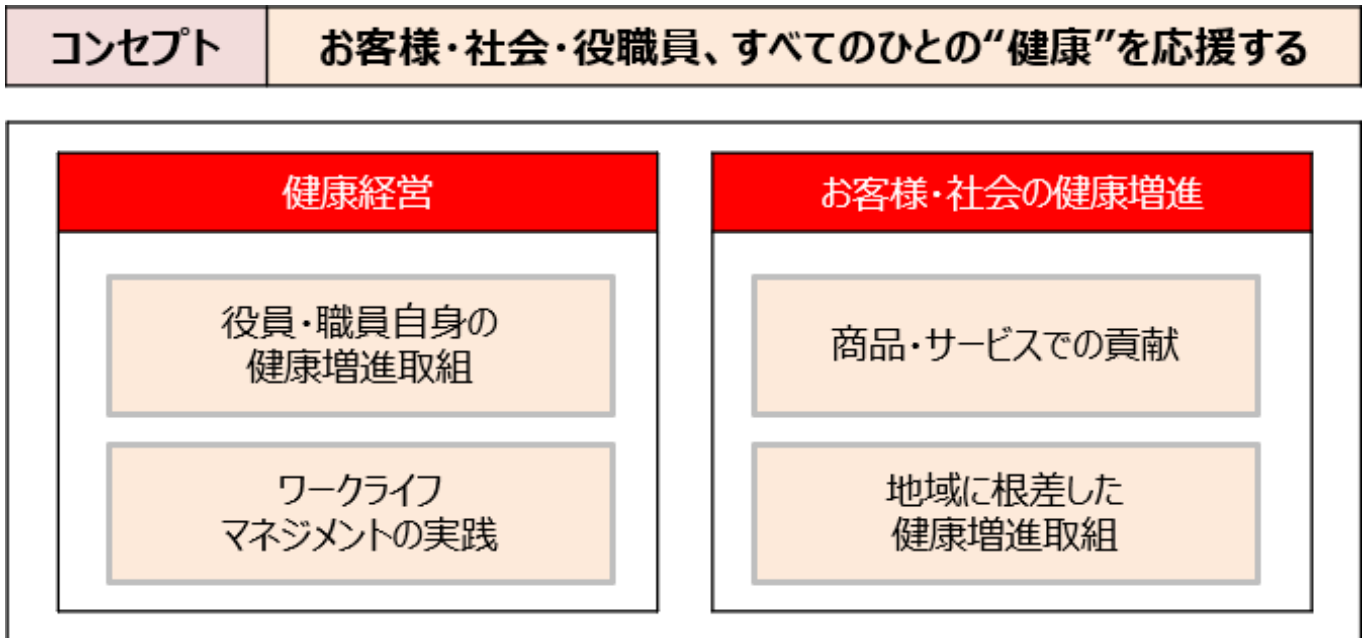 コンセプト
お客様・社会・役職員、すべてのひとの“健康”を応援する
健康経営
役員・職員自身の
健康増進取組
ワークライフ
マネジメントの実践
お客様・社会の健康増進
商品・サービスでの貢献
地域に根差した
健康増進取組